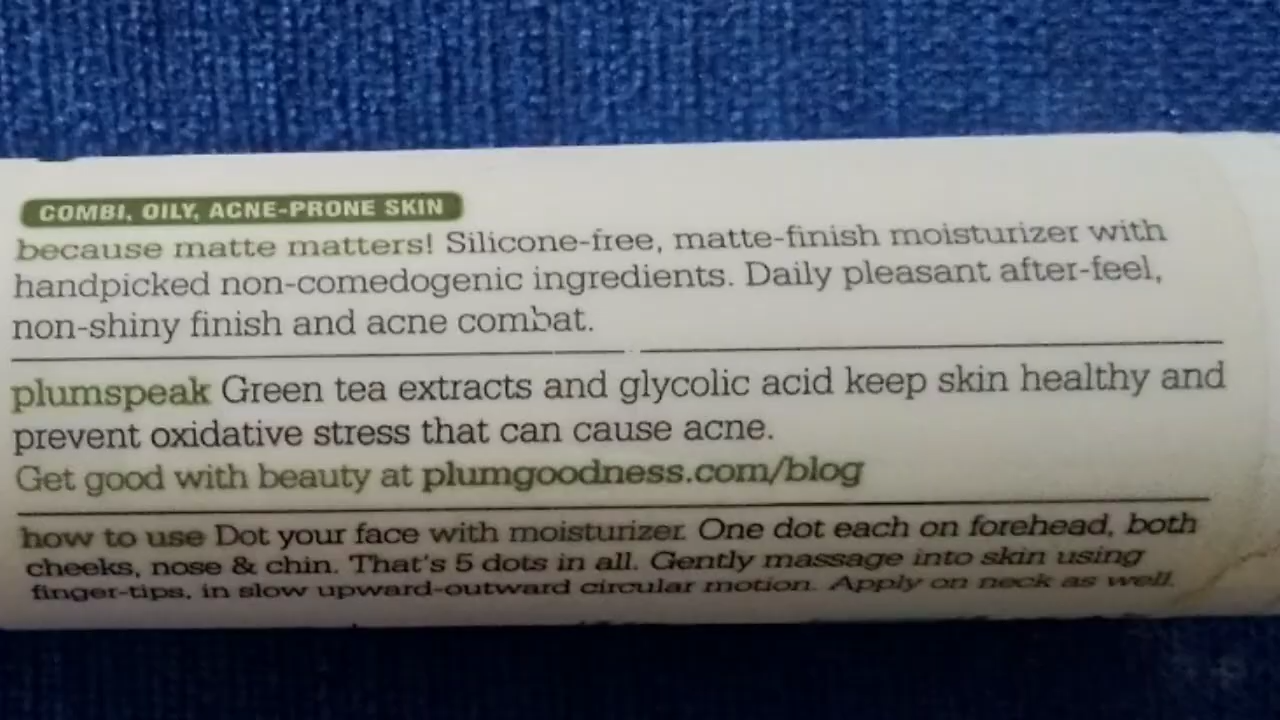 COMBI, OILY, ACNE-PRONE SKIN
because matte matters! Silicone-free, matte-finish moisturizer with
handpicked non-comedogenic ingredients. Daily pleasant after-feel,
non-shiny finish and acne combat.
plumspeak Green tea extracts and glycolic acid keep skin healthy and
prevent oxidative stress that can cause acne.
Get good with beauty at plumgoodness.com/blog
how to use Dot your face with moisturizer. One dot each on forehead, both
cheeks, nose & chin. That's 5 dots in all. Gently massage into skin using
finger-tips, in slow upward-outward circular motion. Apply on neck as well.